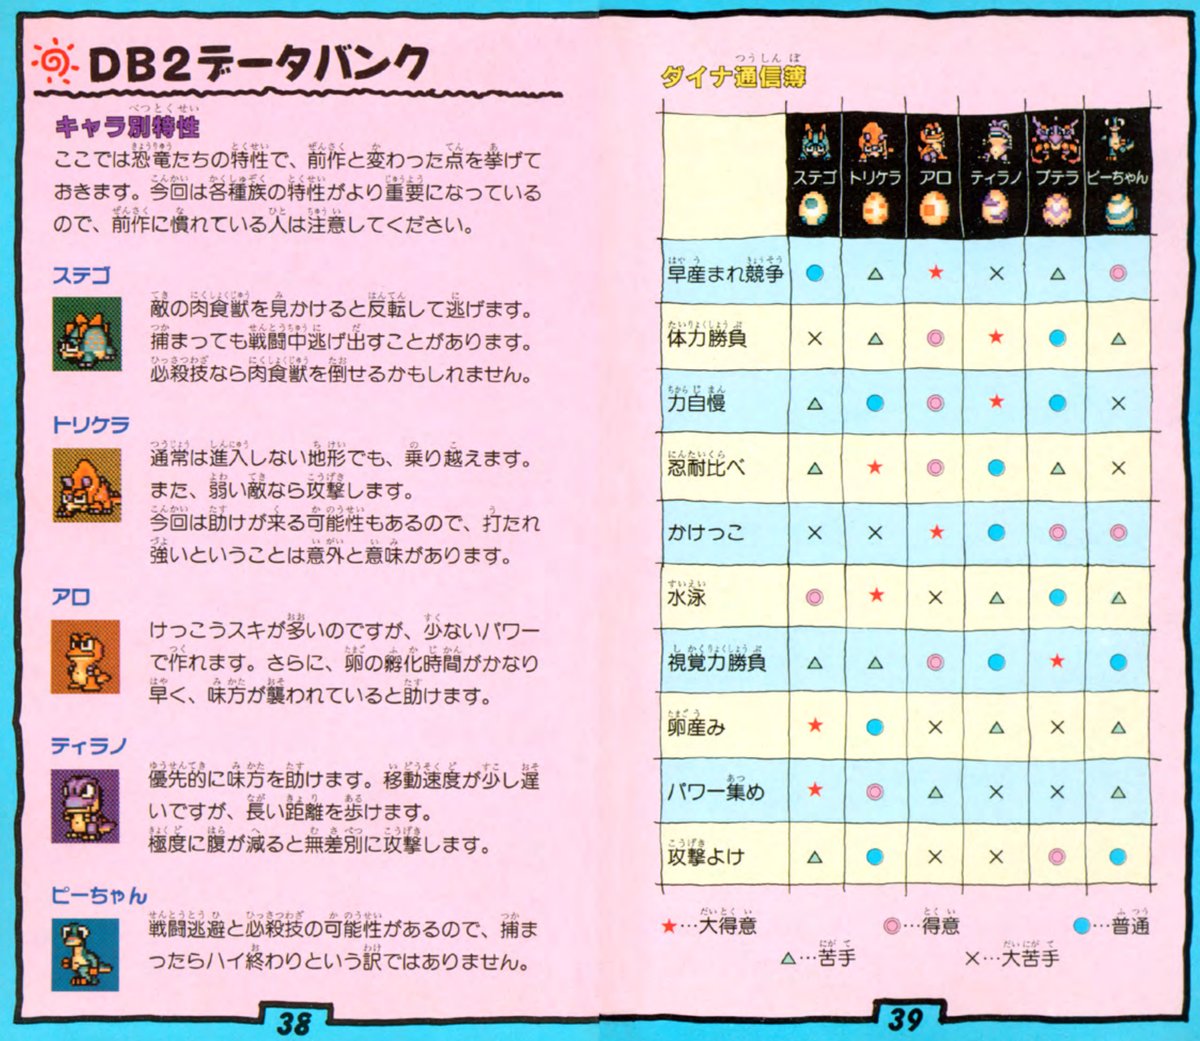 DB2データバンク
キャラ別特性
ここでは恐竜たちの特性で、前作と変わった点を挙げて
おきます。今回は各種族の特性がより重要になっている
ので、前作に慣れている人は注意してください。
ステゴ
敵の肉食獣を見かけると反転して逃げます。
捕まっても戦闘中逃げ出すことがあります。
必殺技なら肉食獣を倒せるかもしれません。
トリケラ
通常は進入しない地形でも、乗り越えます。
また、弱い敵なら攻撃します。
今回は助けが来る可能性もあるので、打たれ
強いということは意外と意味があります。
アロ
けっこうスキが多いのですが、少ないパワー
で作れます。さらに、卵の孵化時間がかなり
早く、味方が襲われていると助けます。
ティラノ
優先的に味方を助けます。移動速度が少し遅
いですが、長い距離を歩けます。
極度に腹が減ると無差別に攻撃します。
ピーちゃん
戦闘逃避と必殺技の可能性があるので、捕ま
ったらハイ終わりという訳ではありません。
38
ダイナ通信簿
ステゴ トリケラ アロ ティラノ プテラ ピーちゃん
早産まれ競争 ● △ ★ × △ ◎
体力勝負 × △ ◎ ★ ● △
力自慢 △ ● ◎ ★ ● ×
忍耐比べ △ ★ ◎ ● △ ×
かけっこ × × ★ ● ◎ ◎
水泳 ◎ ★ × △ ● △
視覚力勝負 △ △ ◎ ● ★ ●
卵産み ★ ● × △ × △
パワー集め ★ ◎ △ × × △
攻撃よけ △ ● × × ◎ ●
★…大得意 ◎…得意 ●…普通
△…苦手 ×…大苦手
39